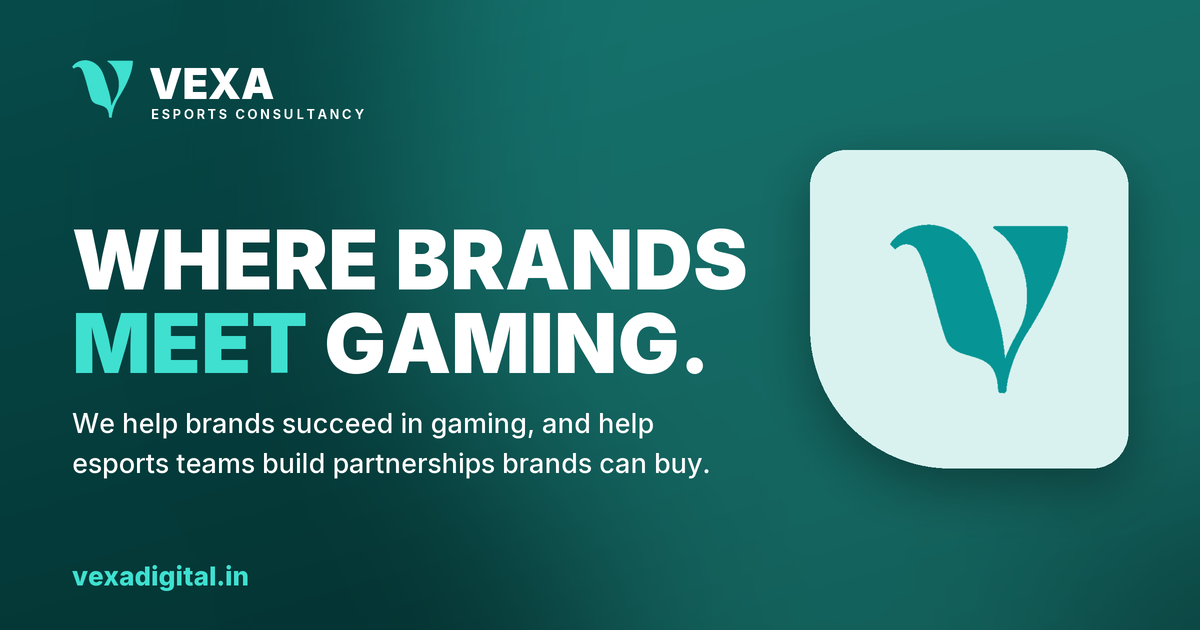 VEXA
ESPORTS CONSULTANCY
WHERE BRANDS
MEET GAMING.
We help brands succeed in gaming, and help
esports teams build partnerships brands can buy.
vexadigital.in